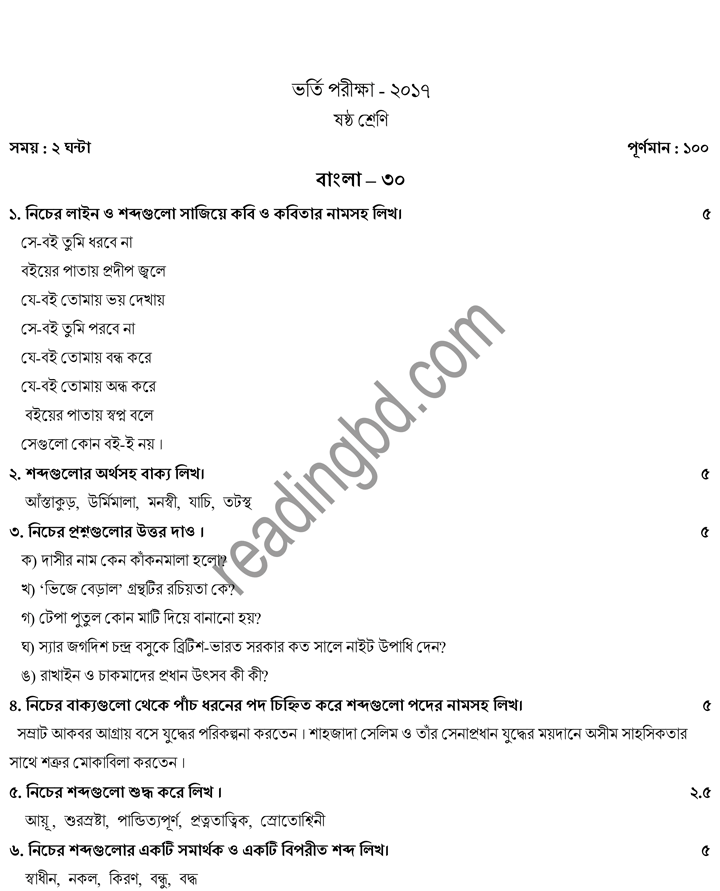 ভর্তি পরীক্ষা - ২০১৭
ষষ্ঠ শ্রেণি
সময় : ২ ঘন্টা পূর্ণমান : ১০০
বাংলা – ৩০
১. নিচের লাইন ও শব্দগুলো সাজিয়ে কবি ও কবিতার নামসহ লিখ। ৫
সে-বই তুমি ধরবে না
বইয়ের পাতায় প্রদীপ জ্বলে
যে-বই তোমায় ভয় দেখায়
সে-বই তুমি পরবে না
যে-বই তোমায় বন্ধ করে
যে-বই তোমায় অন্ধ করে
বইয়ের পাতায় স্বপ্ন বলে
সেগুলো কোন বই-ই নয়।
২. শব্দগুলোর অর্থসহ বাক্য লিখ। ৫
আঁস্তাকুড়, উর্মিমালা, মনস্বী, যাচি, তটস্থ
৩. নিচের প্রশ্নগুলোর উত্তর দাও। ৫
ক) দাসীর নাম কেন কাঁকনমালা হলো?
খ) ‘ভিজে বেড়াল’ গ্রন্থটির রচিয়তা কে?
গ) টেপা পুতুল কোন মাটি দিয়ে বানানো হয়?
ঘ) স্যার জগদিশ চন্দ্র বসুকে ব্রিটিশ-ভারত সরকার কত সালে নাইট উপাধি দেন?
ঙ) রাখাইন ও চাকমাদের প্রধান উৎসব কী কী?
৪. নিচের বাক্যগুলো থেকে পাঁচ ধরনের পদ চিহ্নিত করে শব্দগুলো পদের নামসহ লিখ। ৫
সম্রাট আকবর আগ্রায় বসে যুদ্ধের পরিকল্পনা করতেন। শাহজাদা সেলিম ও তাঁর সেনাপ্রধান যুদ্ধের ময়দানে অসীম সাহসিকতার
সাথে শত্রুর মোকাবিলা করতেন।
৫. নিচের শব্দগুলো শুদ্ধ করে লিখ। ২.৫
আয়ূ, শুরস্রষ্টা, পান্ডিত্যপূর্ণ, প্রত্নতাত্বিক, স্রোতোশ্বিনী
৬. নিচের শব্দগুলোর একটি সমার্থক ও একটি বিপরীত শব্দ লিখ। ৫
স্বাধীন, নকল, কিরণ, বন্ধু, বদ্ধ
readingbd.com